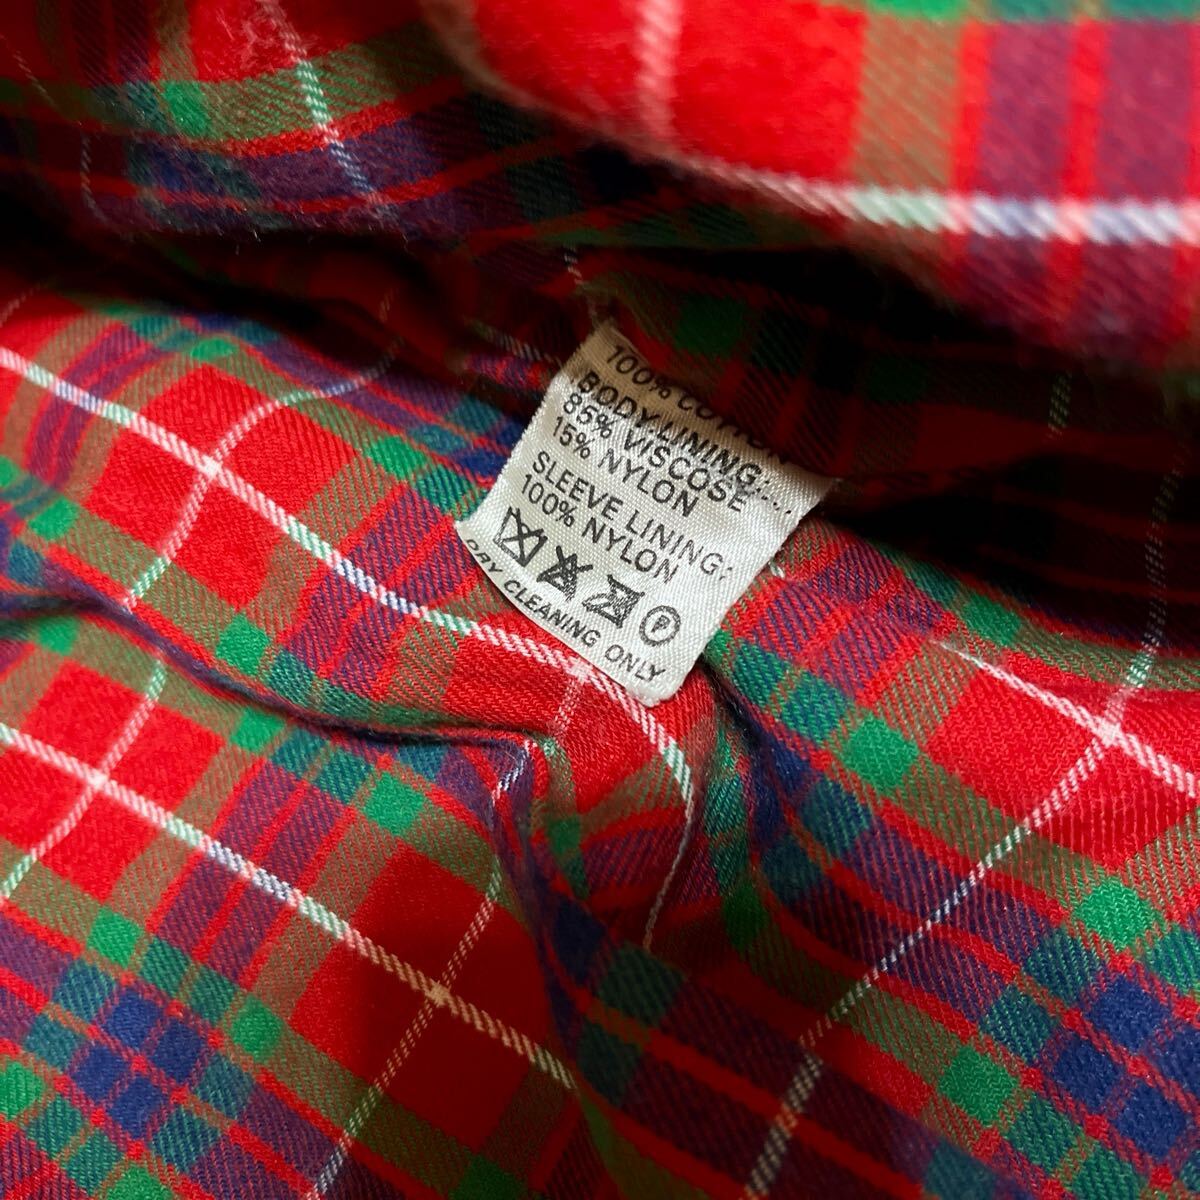 100% COTTON
BODY LINING:
85% VISCOSE
15% NYLON
SLEEVE LINING:
100% NYLON
P
DRY CLEANING ONLY